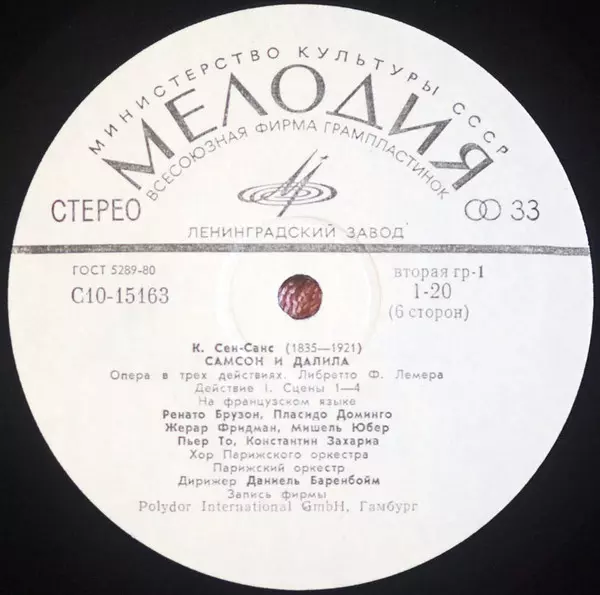 МИНИСТЕРСТВО КУЛЬТУРЫ СССР
МЕЛОДИЯ
ВСЕСОЮЗНАЯ ФИРМА ГРАМПЛАСТИНОК
СТЕРЕО
33
ЛЕНИНГРАДСКИЙ ЗАВОД
ГОСТ 5289-80
С10-15163
вторая гр-1
1-20
(6 сторон)
К. Сен-Санс (1835—1921)
САМСОН И ДАЛИЛА
Опера в трех действиях. Либретто Ф. Лемера
Действие I. Сцены 1—4
На французском языке
Ренато Брузон, Пласидо Доминго
Жерар Фридман, Мишель Юбер
Пьер То, Константин Захариа
Хор Парижского оркестра
Парижский оркестр
Дирижер Даниель Баренбойм
Запись фирмы
Polydor International GmbH, Гамбург